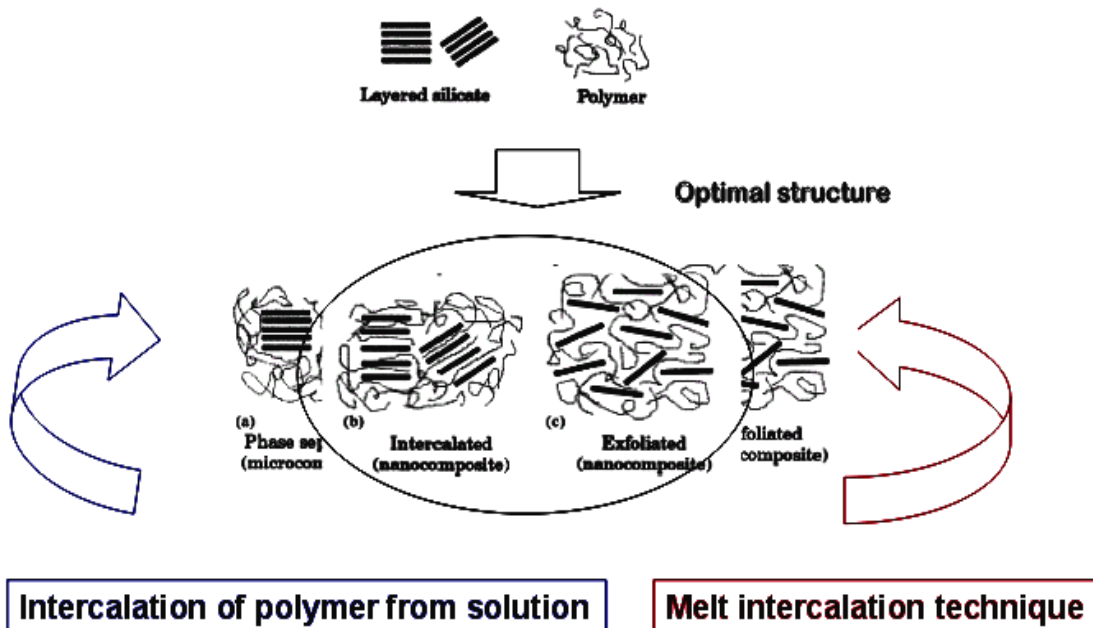 Layered silicate
Polymer
Optimal structure
(a)
Phase sep
(microcom
(b)
Intercalated
(nanocomposite)
(c)
Exfoliated
(nanocomposite)
foliated
composite)
Intercalation of polymer from solution
Melt intercalation technique